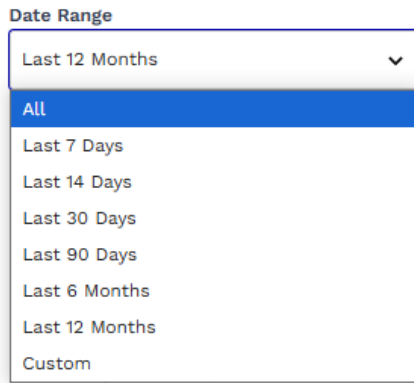 Date Range
Last 12 Months
All
Last 7 Days
Last 14 Days
Last 30 Days
Last 90 Days
Last 6 Months
Last 12 Months
Custom